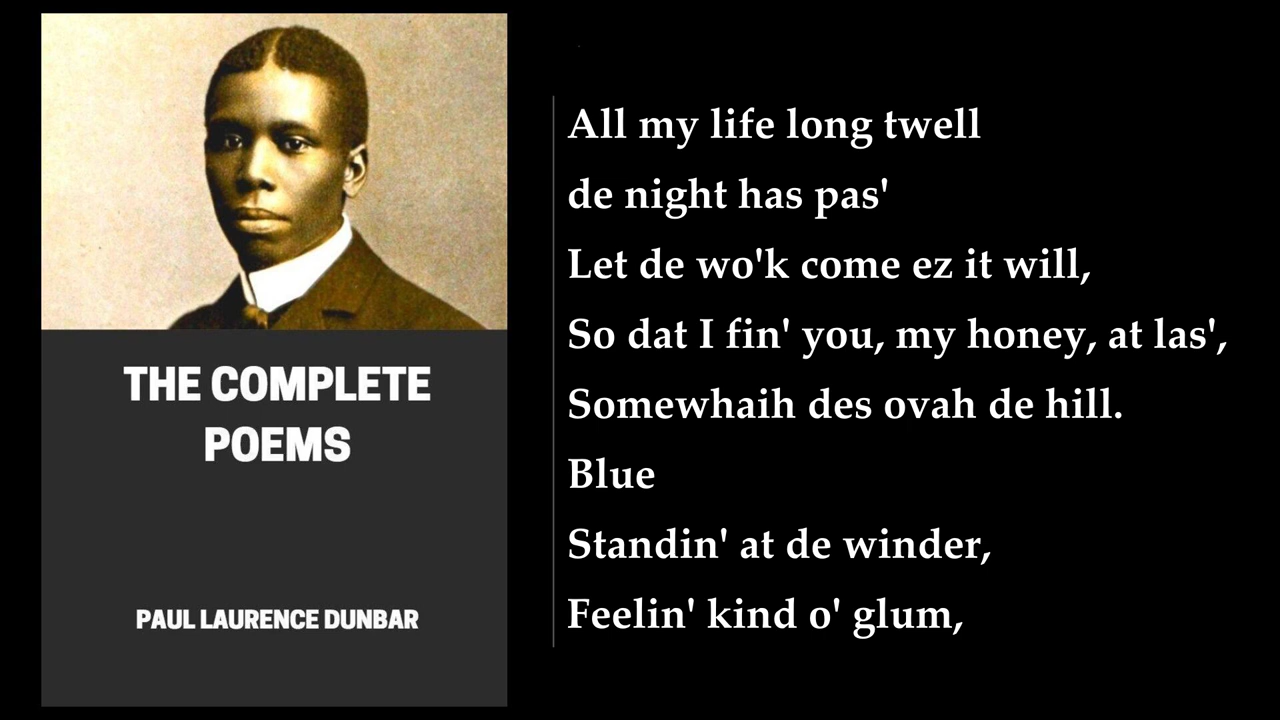 THE COMPLETE
POEMS
PAUL LAURENCE DUNBAR
All my life long twell
de night has pas'
Let de wo'k come ez it will,
So dat I fin' you, my honey, at las',
Somewhaih des ovah de hill.
Blue
Standin' at de winder,
Feelin' kind o' glum,